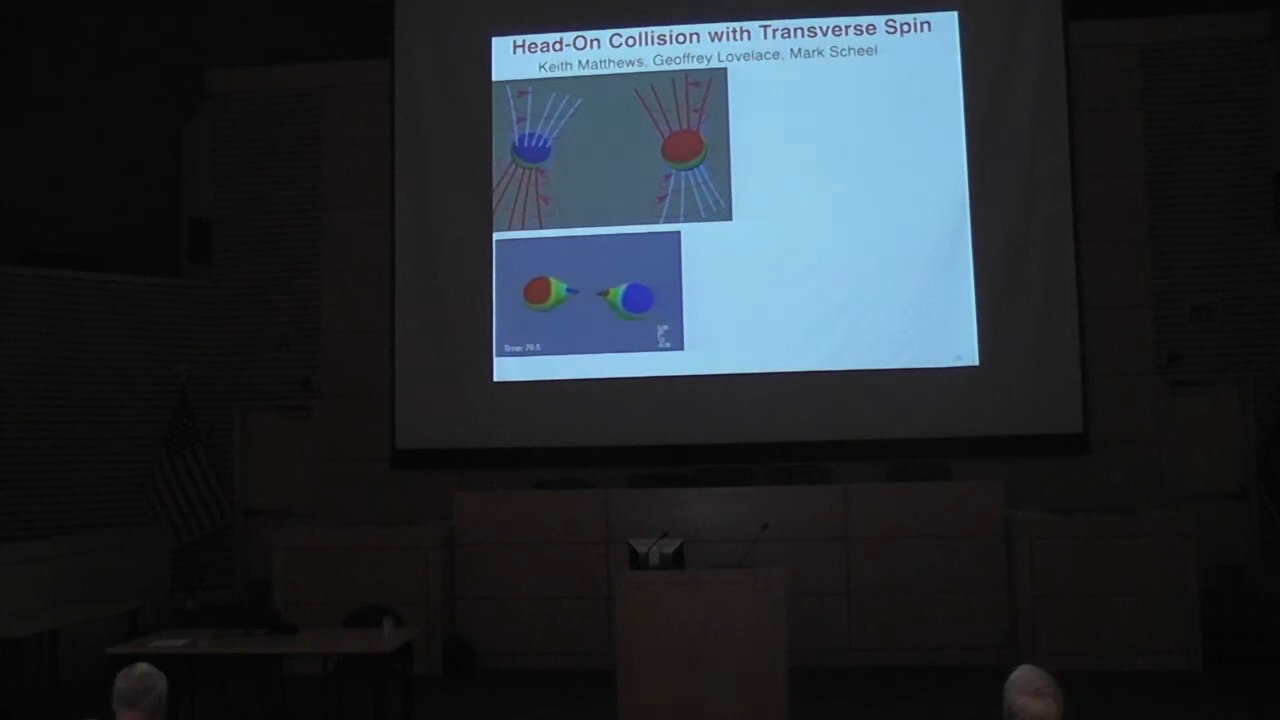 Head-On Collision with Transverse Spin
Keith Matthews, Geoffrey Lovelace, Mark Scheel
Time: 79.5